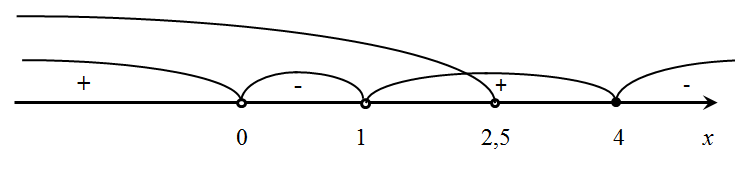 + - + -
0 1 2,5 4 x